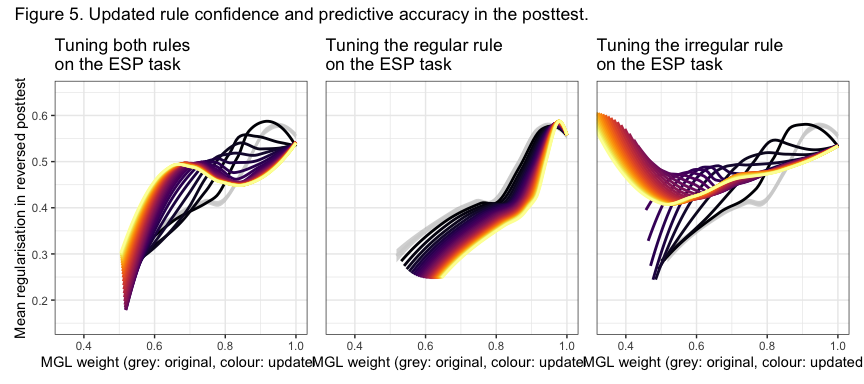 Figure 5. Updated rule confidence and predictive accuracy in the posttest.
Tuning both rules
on the ESP task
Tuning the regular rule
on the ESP task
Tuning the irregular rule
on the ESP task
Mean regularisation in reversed posttest
0.6
0.5
0.4
0.3
0.2
0.4 0.6 0.8 1.0
0.4 0.6 0.8 1.0
0.4 0.6 0.8 1.0
MGL weight (grey: original, colour: update
MGL weight (grey: original, colour: update
MGL weight (grey: original, colour: updated